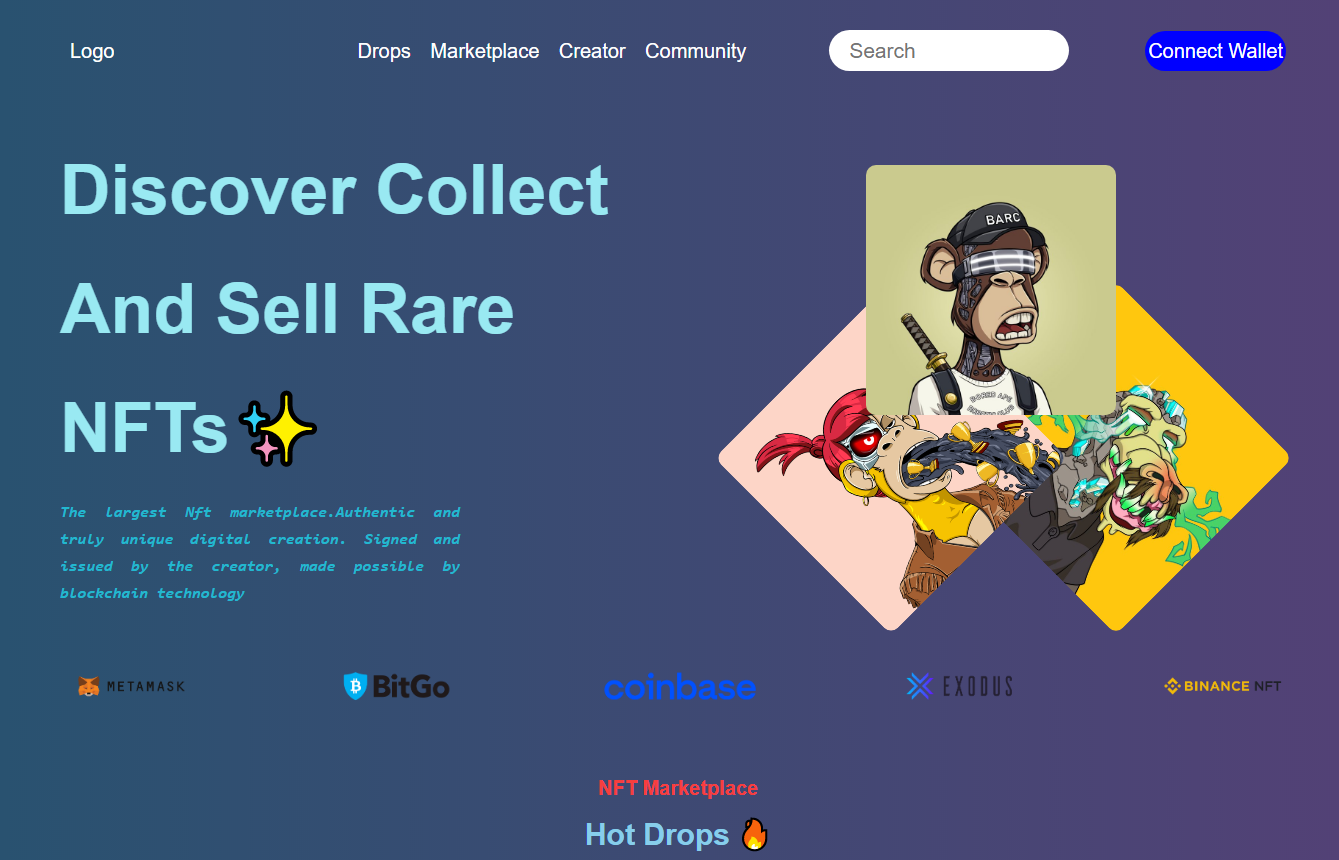 Logo
Drops Marketplace Creator Community
Search
Connect Wallet
Discover Collect
And Sell Rare
NFTs✨
BARC
BORED APE
The largest Nft marketplace.Authentic and
truly unique digital creation. Signed and
issued by the creator, made possible by
blockchain technology
METAMASK
BitGo
coinbase
EXODUS
BINANCE NFT
NFT Marketplace
Hot Drops 🔥